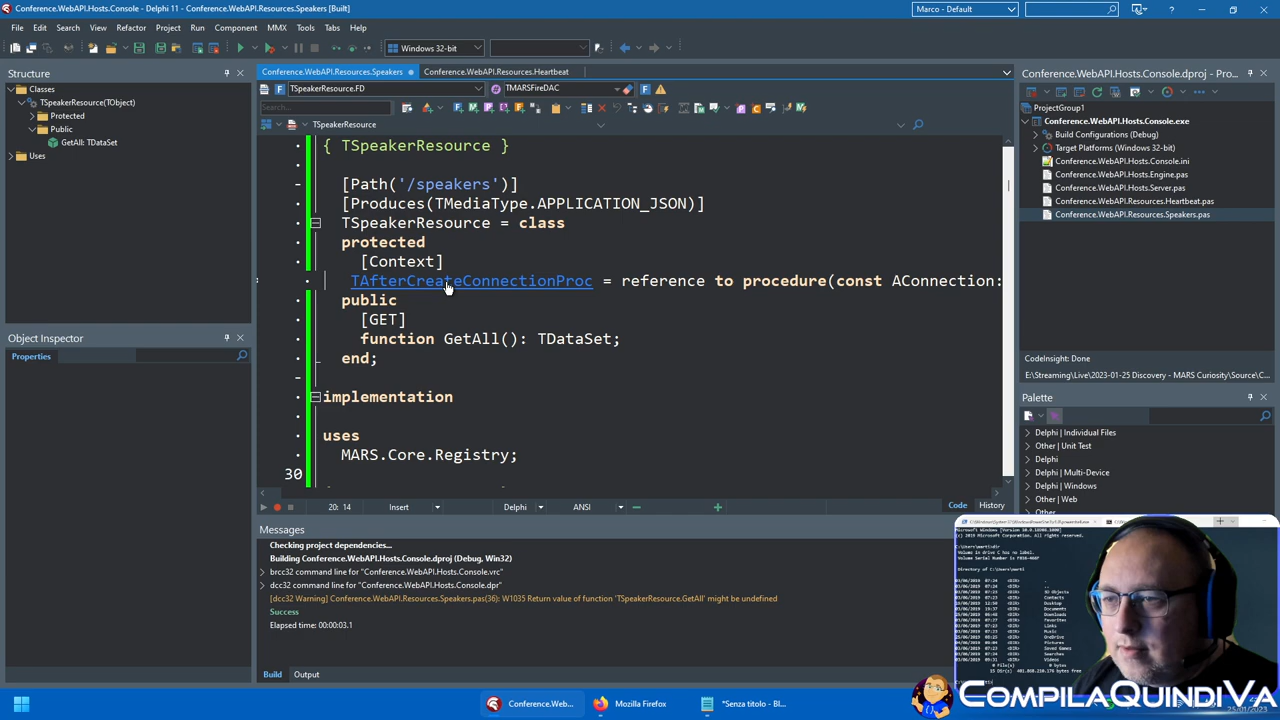 Conference.WebAPI.Hosts.Console - Delphi 11 - Conference.WebAPI.Resources.Speakers [Built]
Marco - Default
File Edit Search View Refactor Project Run Component MMX Tools Tabs Help
Windows 32-bit
Structure
Classes
TSpeakerResource(TObject)
Protected
Public
GetAll: TDataSet
Uses
Object Inspector
Properties
Conference.WebAPI.Resources.Speakers
Conference.WebAPI.Resources.Heartbeat
TSpeakerResource.FD
TMARSFireDAC
Search...
TSpeakerResource
{ TSpeakerResource }
[Path('/speakers')]
[Produces(TMediaType.APPLICATION_JSON)]
TSpeakerResource = class
protected
[Context]
TAfterCreateConnectionProc = reference to procedure(const AConnection:
public
[GET]
function GetAll(): TDataSet;
end;
implementation
uses
MARS.Core.Registry;
30
20: 14
Insert
Delphi
ANSI
Code
History
Messages
Checking project dependencies...
Building Conference.WebAPI.Hosts.Console.dproj (Debug, Win32)
brcc32 command line for "Conference.WebAPI.Hosts.Console.vrc"
dcc32 command line for "Conference.WebAPI.Hosts.Console.dpr"
[dcc32 Warning] Conference.WebAPI.Resources.Speakers.pas(36): W1035 Return value of function 'TSpeakerResource.GetAll' might be undefined
Success
Elapsed time: 00:00:03.1
Build
Output
Conference.WebAPI.Hosts.Console.dproj - Pro...
ProjectGroup1
Conference.WebAPI.Hosts.Console.exe
Build Configurations (Debug)
Target Platforms (Windows 32-bit)
Conference.WebAPI.Hosts.Console.ini
Conference.WebAPI.Hosts.Engine.pas
Conference.WebAPI.Hosts.Server.pas
Conference.WebAPI.Resources.Heartbeat.pas
Conference.WebAPI.Resources.Speakers.pas
CodeInsight: Done
E:\Streaming\Live\2023-01-25 Discovery - MARS Curiosity\Source\C...
Palette
Delphi | Individual Files
Other | Unit Test
Delphi
Delphi | Multi-Device
Delphi | Windows
Other | Web
Other
Conference.Web...
Mozilla Firefox
*Senza titolo - Bl...
COMPILAQUINDIVA
25/01/2023